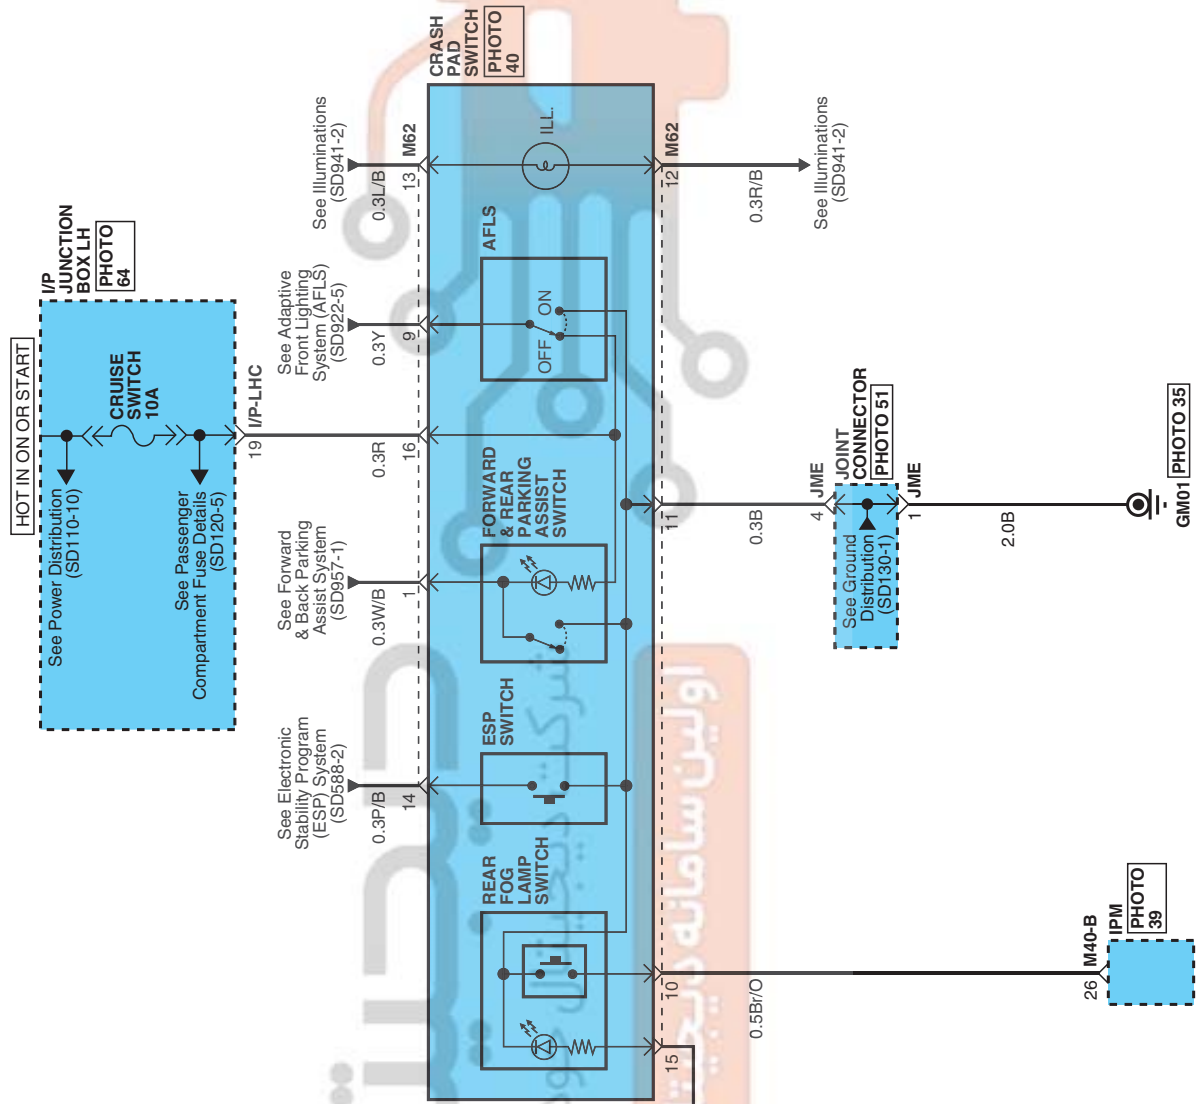 HOT IN ON OR START
I/P
JUNCTION
BOX LH
PHOTO
64
See Power Distribution
(SD110-10)
CRUISE
SWITCH
10A
See Passenger
Compartment Fuse Details
(SD120-5)
19
I/P-LHC
0.3R
16
See Electronic
Stability Program
(ESP) System
(SD588-2)
0.3P/B
14
See Forward
& Back Parking
Assist System
(SD957-1)
0.3W/B
1
See Adaptive
Front Lighting
System (AFLS)
(SD922-5)
0.3Y
9
See Illuminations
(SD941-2)
0.3L/B
13
M62
CRASH
PAD
SWITCH
PHOTO
40
REAR
FOG
LAMP
SWITCH
ESP
SWITCH
FORWARD
& REAR
PARKING
ASSIST
SWITCH
AFLS
OFF
ON
ILL.
15
10
0.5Br/O
26
M40-B
IPM
PHOTO
39
11
0.3B
4
JME
JOINT
CONNECTOR
PHOTO 51
See Ground
Distribution
(SD130-1)
1
JME
2.0B
GM01
PHOTO 35
12
M62
0.3R/B
See Illuminations
(SD941-2)
شرکت دیجیتال خود
اولین سامانه دیجیت